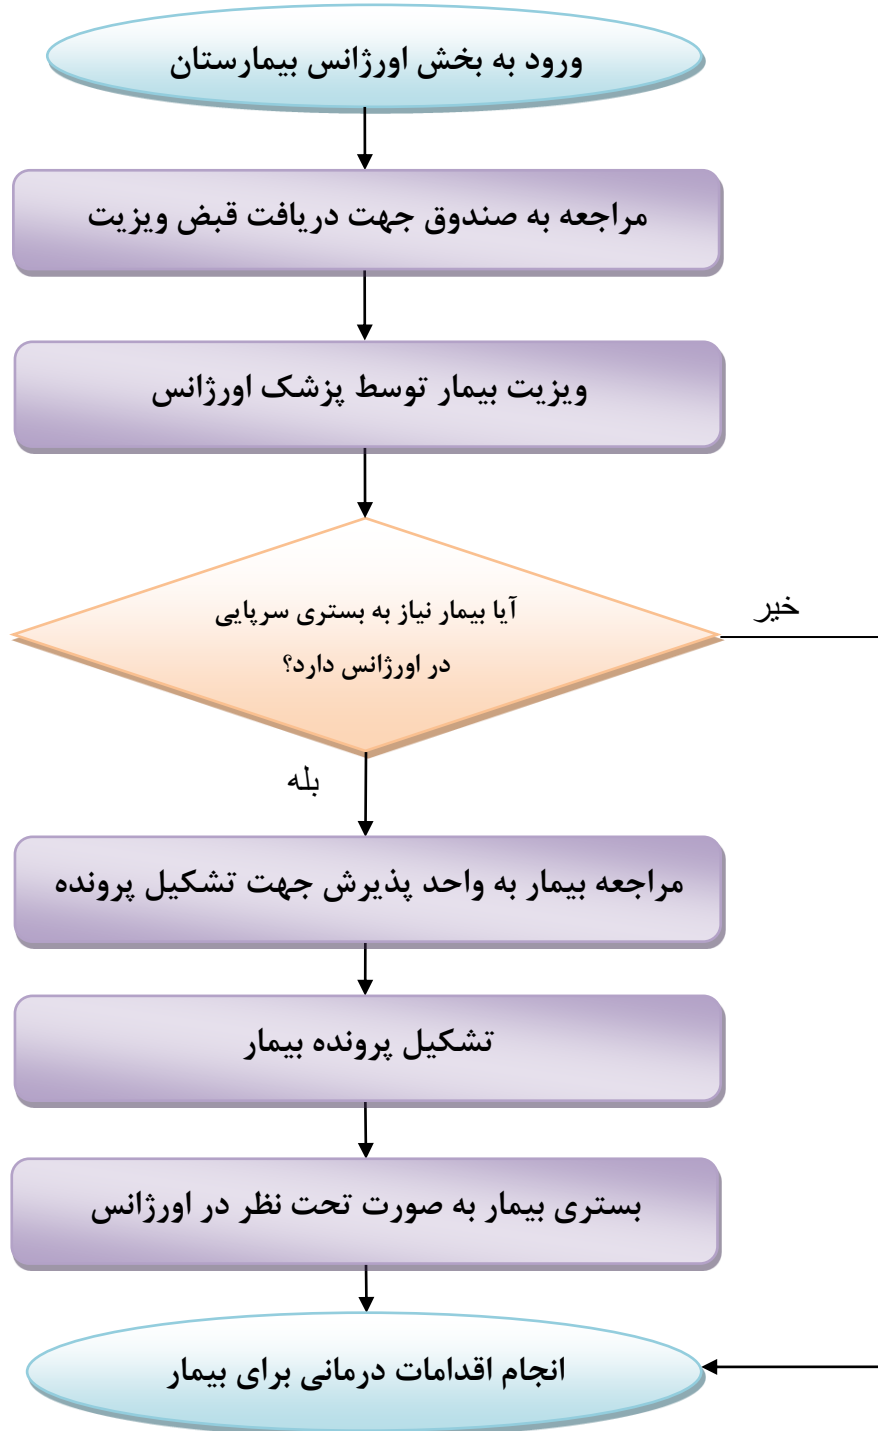 ورود به بخش اورژانس بیمارستان
مراجعه به صندوق جهت دریافت قبض ویزیت
ویزیت بیمار توسط پزشک اورژانس
آیا بیمار نیاز به بستری سرپایی
در اورژانس دارد؟
خیر
بله
مراجعه بیمار به واحد پذیرش جهت تشکیل پرونده
تشکیل پرونده بیمار
بستری بیمار به صورت تحت نظر در اورژانس
انجام اقدامات درمانی برای بیمار